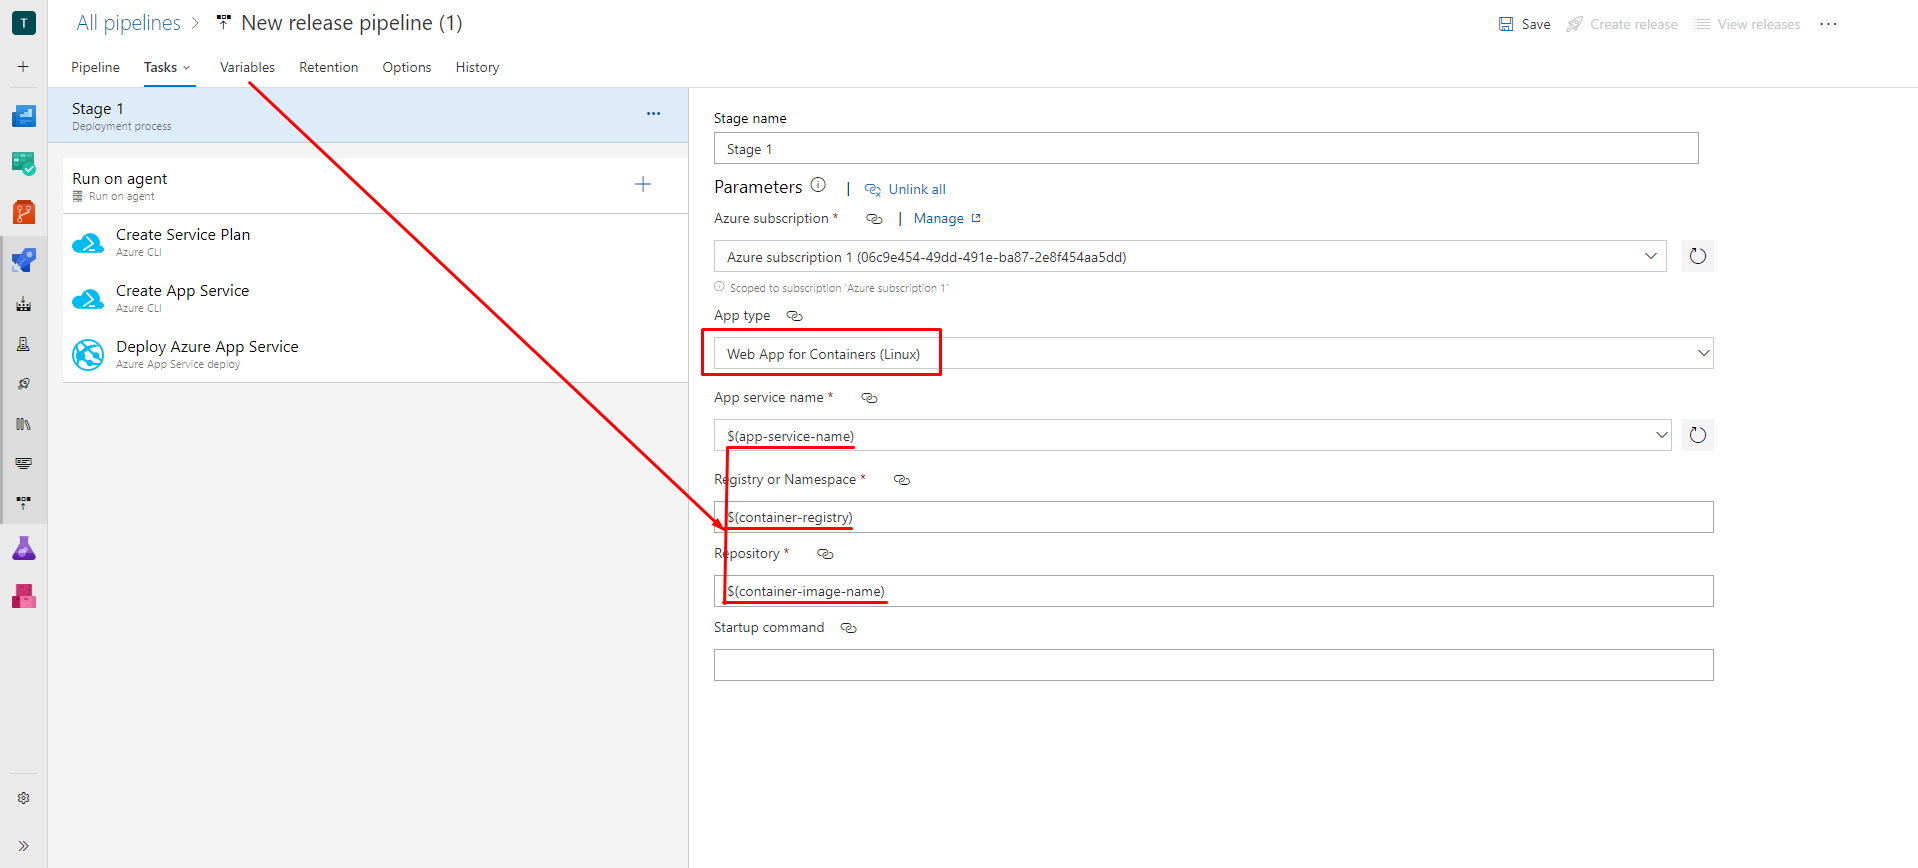 T
All pipelines > New release pipeline (1)
Save Create release View releases ...
Pipeline Tasks Variables Retention Options History
Stage 1
Deployment process
...
Run on agent
Run on agent
Create Service Plan
Azure CLI
Create App Service
Azure CLI
Deploy Azure App Service
Azure App Service deploy
Stage name
Stage 1
Parameters | Unlink all
Azure subscription * | Manage
Azure subscription 1 (06c9e454-49dd-491e-ba87-2e8f454aa5dd)
Scoped to subscription 'Azure subscription 1'
App type
Web App for Containers (Linux)
App service name *
$(app-service-name)
Registry or Namespace *
$(container-registry)
Repository *
$(container-image-name)
Startup command